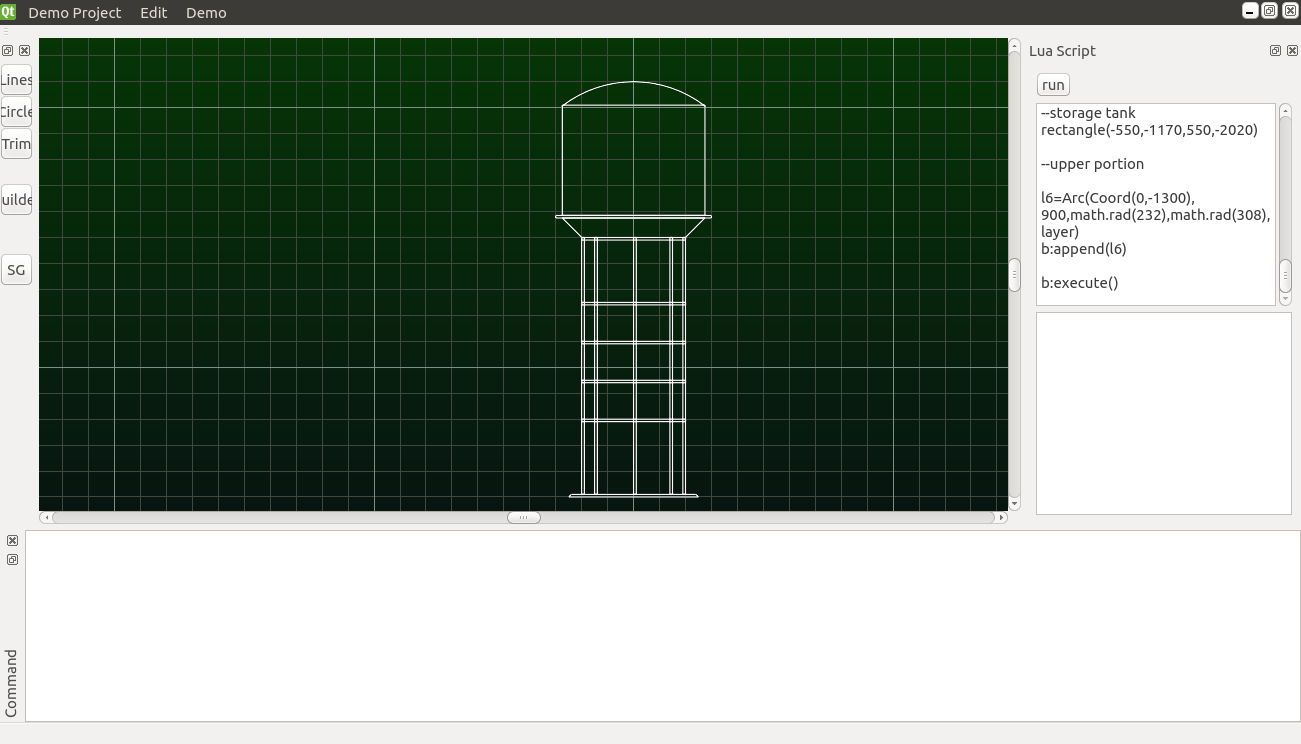 Qt Demo Project Edit Demo
Lines
Circle
Trim
uilde
SG
Lua Script
run
--storage tank
rectangle(-550,-1170,550,-2020)
--upper portion
l6=Arc(Coord(0,-1300),
900,math.rad(232),math.rad(308),
layer)
b:append(l6)
b:execute()
Command